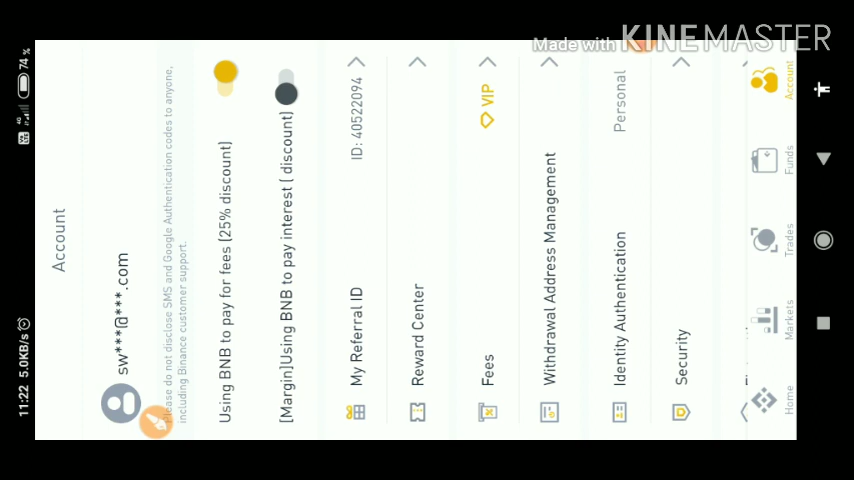 Made with KINEMASTER
11:22 5.0KB/s
4G
74 %
Account
sw***@***.com
Please do not disclose SMS and Google Authentication codes to anyone,
including Binance customer support.
Using BNB to pay for fees (25% discount)
[Margin]Using BNB to pay interest ( discount)
My Referral ID ID: 40522094
Reward Center
Fees VIP
Withdrawal Address Management
Identity Authentication Personal
Security
Home Markets Trades Funds Account